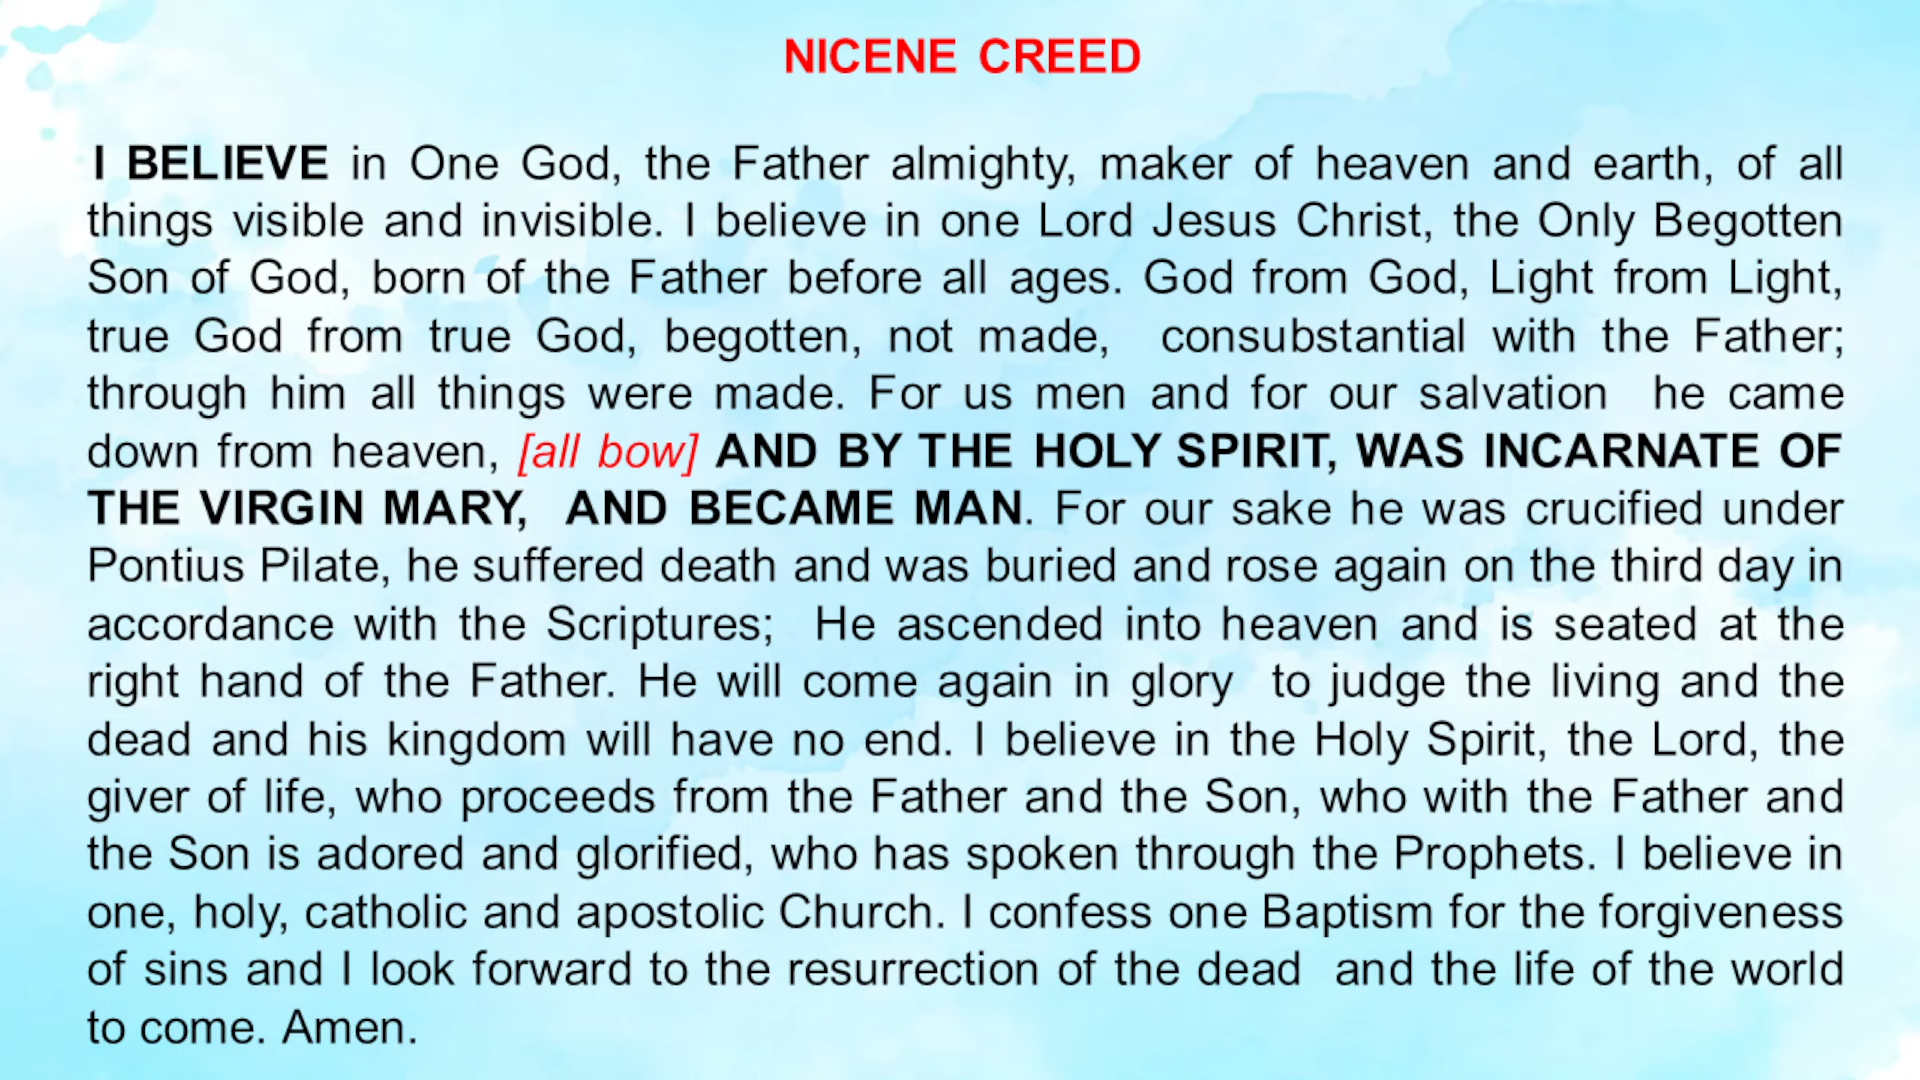 NICENE CREED
I BELIEVE in One God, the Father almighty, maker of heaven and earth, of all
things visible and invisible. I believe in one Lord Jesus Christ, the Only Begotten
Son of God, born of the Father before all ages. God from God, Light from Light,
true God from true God, begotten, not made, consubstantial with the Father;
through him all things were made. For us men and for our salvation he came
down from heaven, [all bow] AND BY THE HOLY SPIRIT, WAS INCARNATE OF
THE VIRGIN MARY, AND BECAME MAN. For our sake he was crucified under
Pontius Pilate, he suffered death and was buried and rose again on the third day in
accordance with the Scriptures; He ascended into heaven and is seated at the
right hand of the Father. He will come again in glory to judge the living and the
dead and his kingdom will have no end. I believe in the Holy Spirit, the Lord, the
giver of life, who proceeds from the Father and the Son, who with the Father and
the Son is adored and glorified, who has spoken through the Prophets. I believe in
one, holy, catholic and apostolic Church. I confess one Baptism for the forgiveness
of sins and I look forward to the resurrection of the dead and the life of the world
to come. Amen.